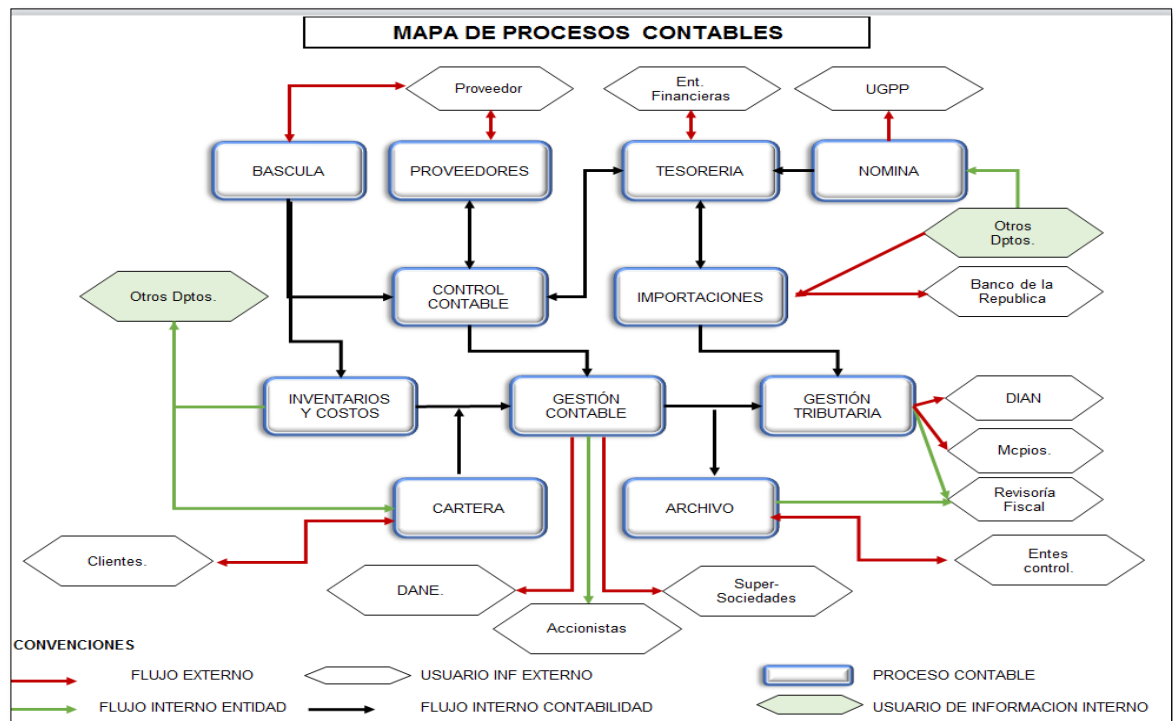 MAPA DE PROCESOS CONTABLES
Proveedor
Ent.
Financieras
UGPP
BASCULA
PROVEEDORES
TESORERIA
NOMINA
Otros
Dptos.
Otros Dptos.
CONTROL
CONTABLE
IMPORTACIONES
Banco de la
Republica
INVENTARIOS
Y COSTOS
GESTIÓN
CONTABLE
GESTIÓN
TRIBUTARIA
DIAN
Mcpios.
Revisoría
Fiscal
CARTERA
ARCHIVO
Clientes.
Entes
control.
DANE.
Super-
Sociedades
Accionistas
CONVENCIONES
FLUJO EXTERNO
USUARIO INF EXTERNO
PROCESO CONTABLE
FLUJO INTERNO ENTIDAD
FLUJO INTERNO CONTABILIDAD
USUARIO DE INFORMACION INTERNO